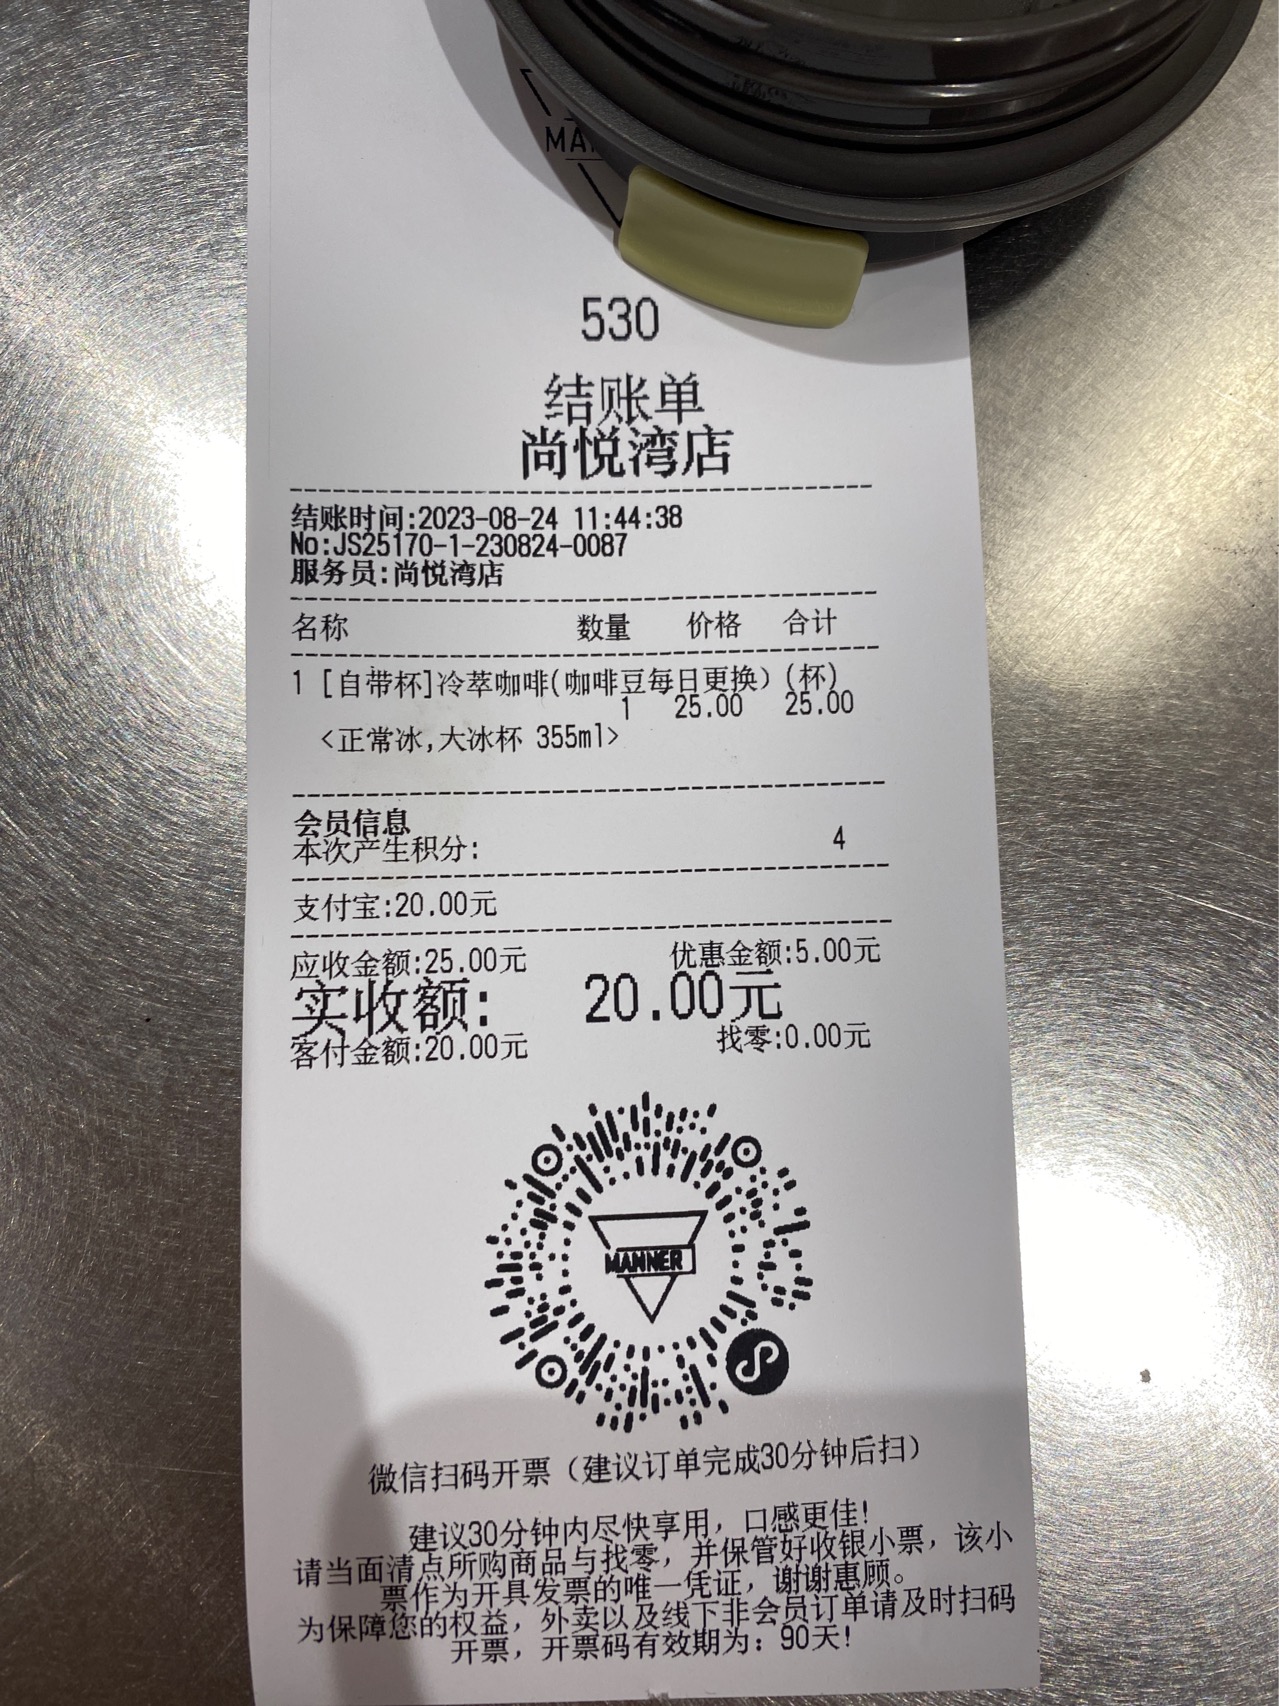 530
结账单
尚悦湾店
结账时间:2023-08-24 11:44:38
No:JS25170-1-230824-0087
服务员:尚悦湾店
名称 数量 价格 合计
1 [自带杯]冷萃咖啡(咖啡豆每日更换) (杯)
1 25.00 25.00
<正常冰,大冰杯 355ml>
会员信息
本次产生积分: 4
支付宝:20.00元
应收金额:25.00元 优惠金额:5.00元
实收额: 20.00元
客付金额:20.00元 找零:0.00元
MANNER
微信扫码开票（建议订单完成30分钟后扫）
建议30分钟内尽快享用，口感更佳!
请当面清点所购商品与找零，并保管好收银小票，该小
票作为开具发票的唯一凭证，谢谢惠顾。
为保障您的权益，外卖以及线下非会员订单请及时扫码
开票，开票码有效期为：90天!